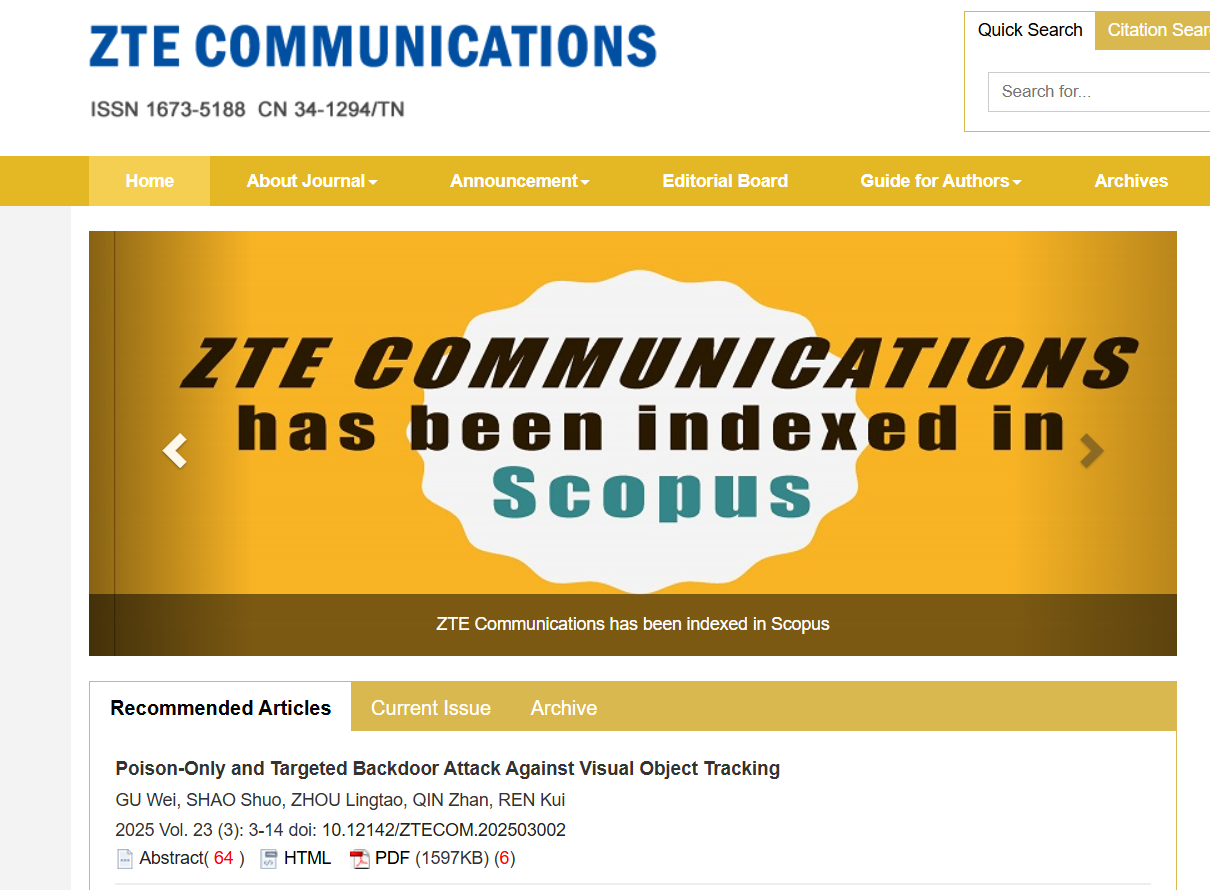 ZTE COMMUNICATIONS
ISSN 1673-5188 CN 34-1294/TN
Quick Search
Citation Sear
Search for...
Home
About Journal
Announcement
Editorial Board
Guide for Authors
Archives
ZTE COMMUNICATIONS
has been indexed in
Scopus
ZTE Communications has been indexed in Scopus
Recommended Articles
Current Issue
Archive
Poison-Only and Targeted Backdoor Attack Against Visual Object Tracking
GU Wei, SHAO Shuo, ZHOU Lingtao, QIN Zhan, REN Kui
2025 Vol. 23 (3): 3-14 doi: 10.12142/ZTECOM.202503002
Abstract( 64 ) HTML PDF (1597KB) (6)